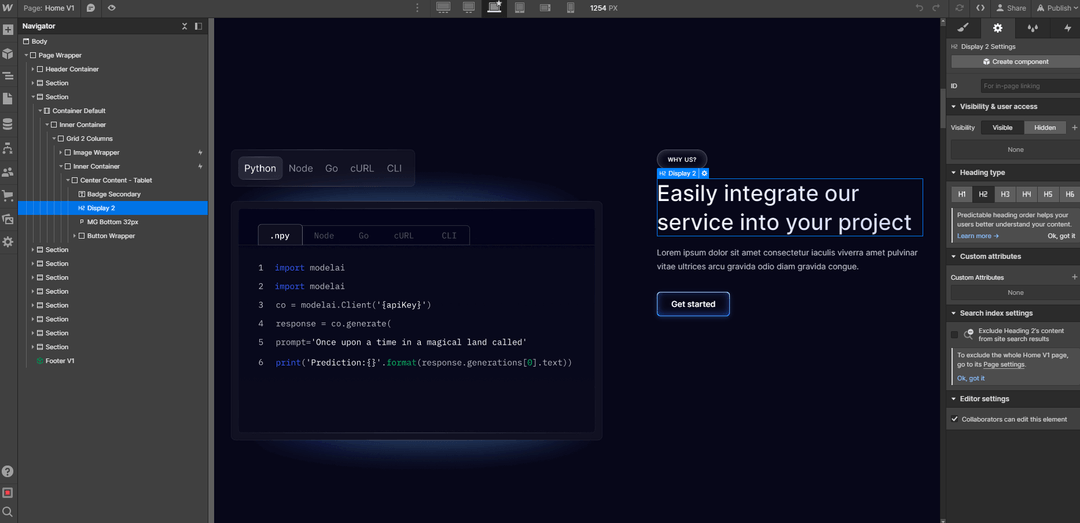 Page: Home V1
1254 PX
Share
Publish
Navigator
Body
Page Wrapper
Header Container
Section
Section
Container Default
Inner Container
Grid 2 Columns
Image Wrapper
Inner Container
Center Content - Tablet
Badge Secondary
H2 Display 2
P MG Bottom 32px
Button Wrapper
Section
Section
Section
Section
Section
Section
Section
Section
Footer V1
Python Node Go cURL CLI
.npy Node Go cURL CLI
1 import modelai
2 import modelai
3 co = modelai.Client('{apiKey}')
4 response = co.generate(
5 prompt='Once upon a time in a magical land called'
6 print('Prediction:{}'.format(response.generations[0].text))
WHY US?
H2 Display 2
Easily integrate our
service into your project
Lorem ipsum dolor sit amet consectetur iaculis viverra amet pulvinar
vitae ultrices arcu gravida odio diam gravida congue.
Get started
H2 Display 2 Settings
Create component
ID For in-page linking
Visibility & user access
Visibility Visible Hidden
None
Heading type
H1 H2 H3 H4 H5 H6
Predictable heading order helps your
users better understand your content.
Learn more → Ok, got it
Custom attributes
Custom Attributes
None
Search index settings
Exclude Heading 2's content
from site search results
To exclude the whole Home V1 page,
go to its Page settings.
Ok, got it
Editor settings
Collaborators can edit this element